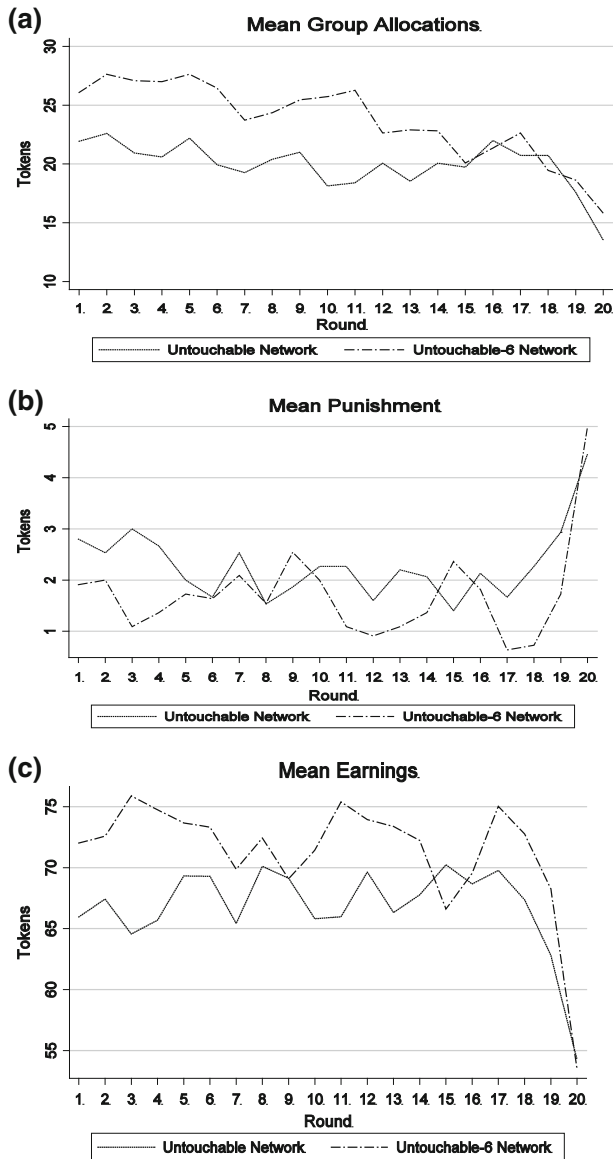 (a)
Mean Group Allocations.
Tokens
30
25
20
15
10
1. 2. 3. 4. 5. 6. 7. 8. 9. 10. 11. 12. 13. 14. 15. 16. 17. 18. 19. 20.
Round.
Untouchable Network. Untouchable-6 Network.
(b)
Mean Punishment.
Tokens
5
4
3
2
1
1. 2. 3. 4. 5. 6. 7. 8. 9. 10. 11. 12. 13. 14. 15. 16. 17. 18. 19. 20.
Round.
Untouchable Network. Untouchable-6 Network.
(c)
Mean Earnings.
Tokens
75
70
65
60
55
1. 2. 3. 4. 5. 6. 7. 8. 9. 10. 11. 12. 13. 14. 15. 16. 17. 18. 19. 20.
Round.
Untouchable Network. Untouchable-6 Network.